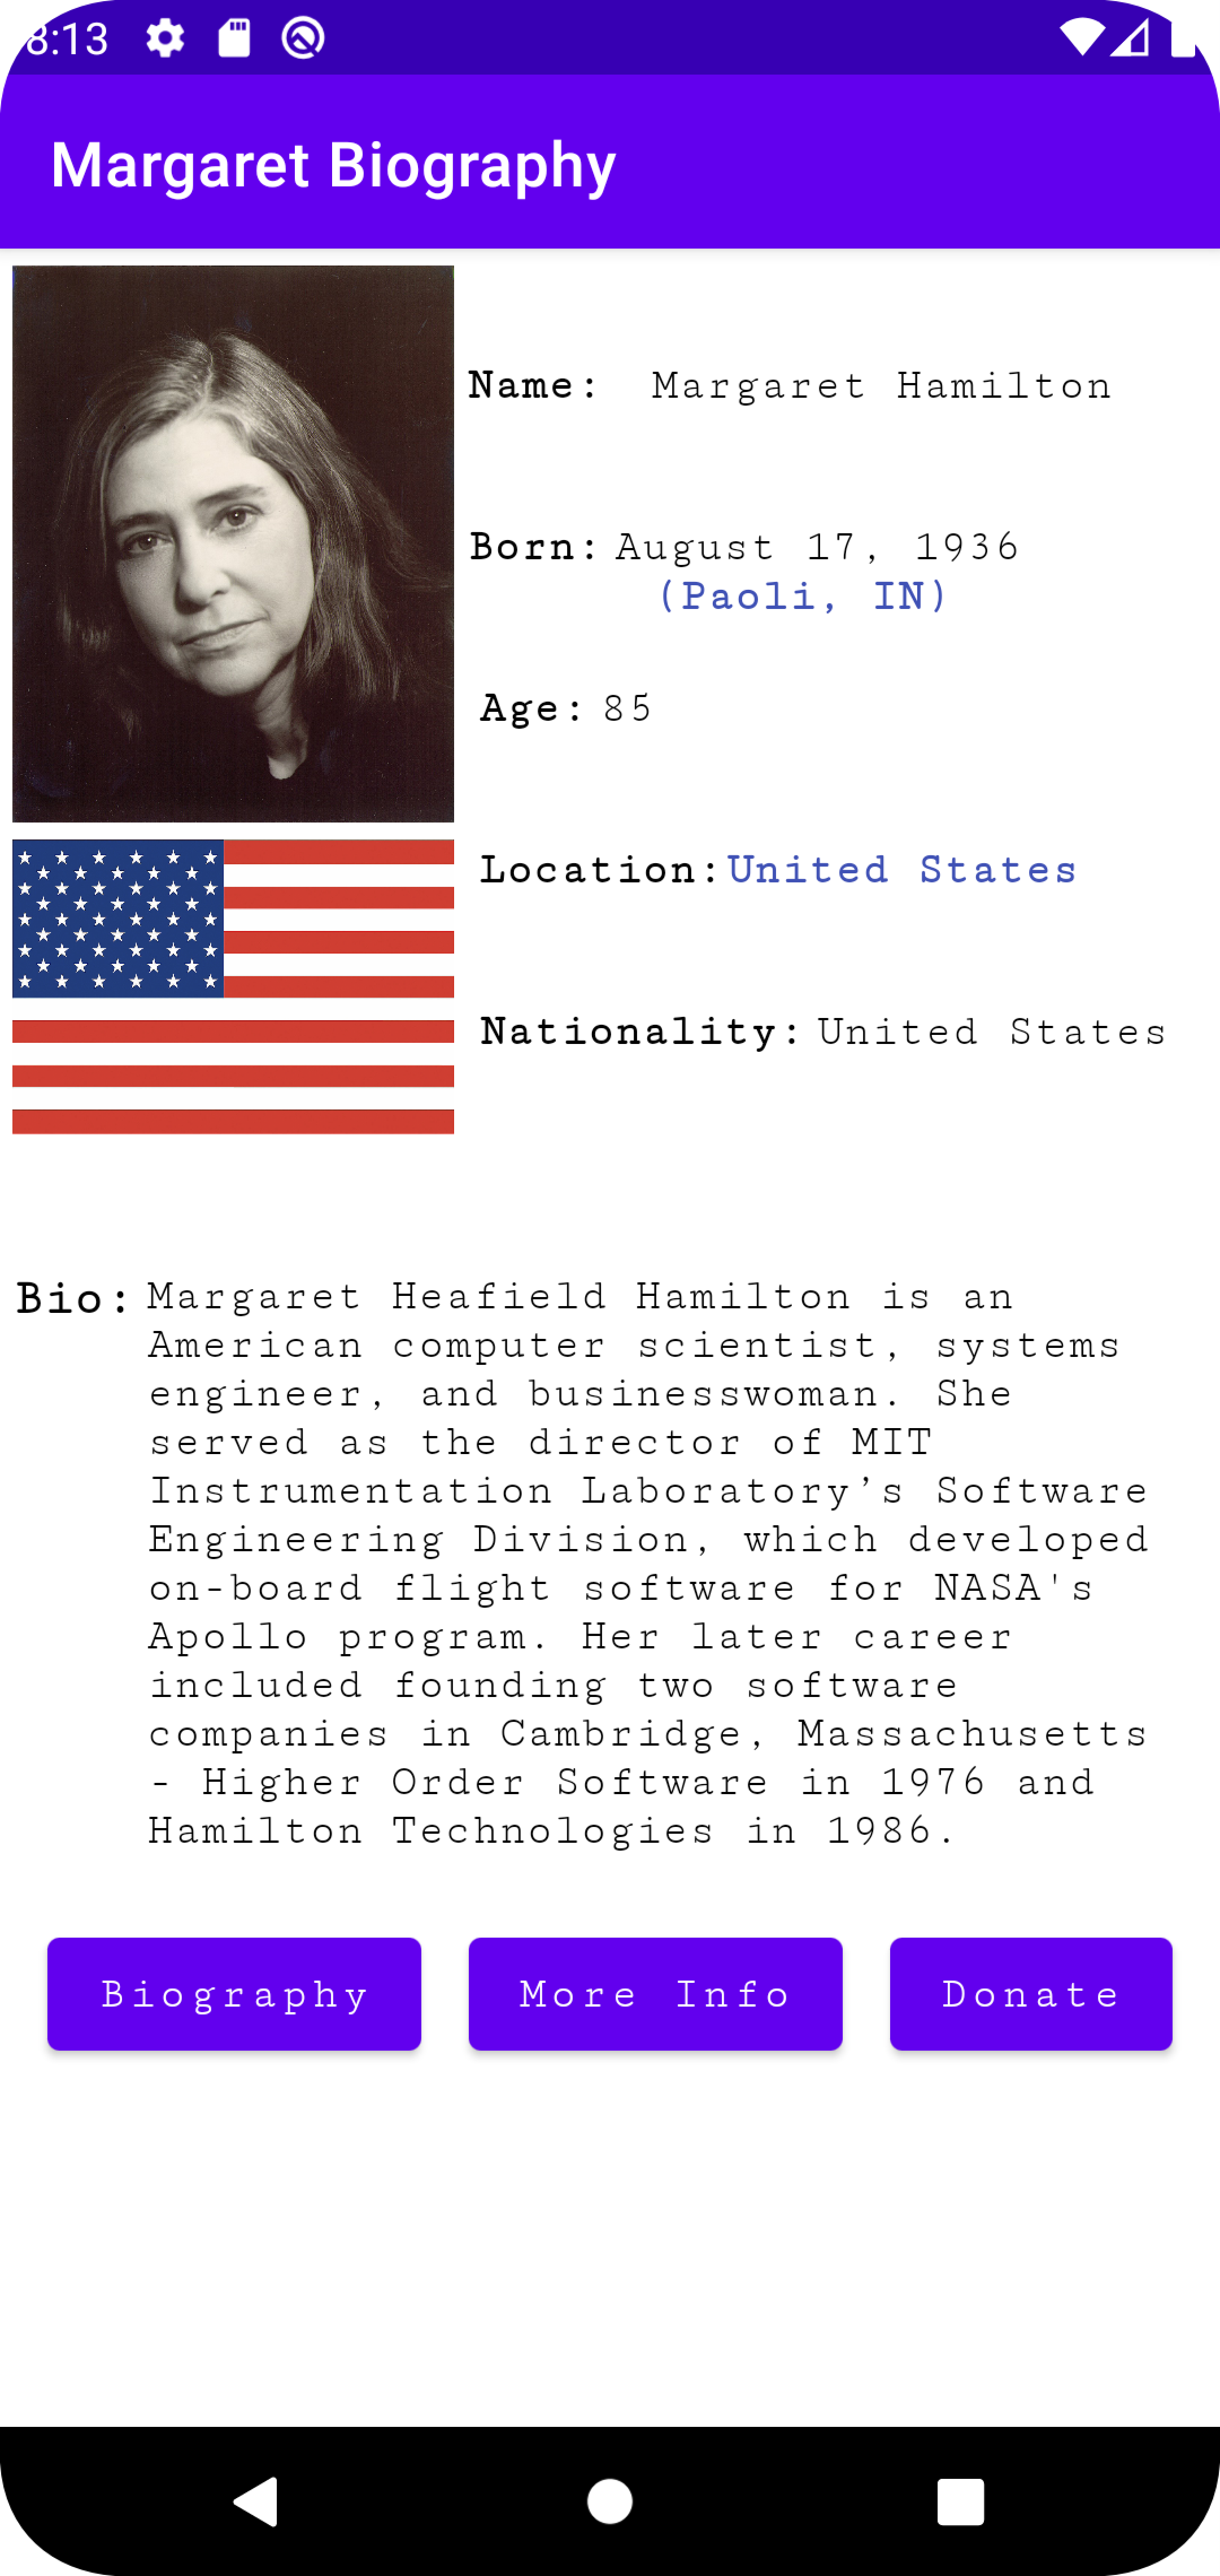 8:13
Margaret Biography
Name: Margaret Hamilton
Born: August 17, 1936
(Paoli, IN)
Age: 85
Location: United States
Nationality: United States
Bio: Margaret Heafield Hamilton is an
American computer scientist, systems
engineer, and businesswoman. She
served as the director of MIT
Instrumentation Laboratory’s Software
Engineering Division, which developed
on-board flight software for NASA's
Apollo program. Her later career
included founding two software
companies in Cambridge, Massachusetts
- Higher Order Software in 1976 and
Hamilton Technologies in 1986.
Biography
More Info
Donate